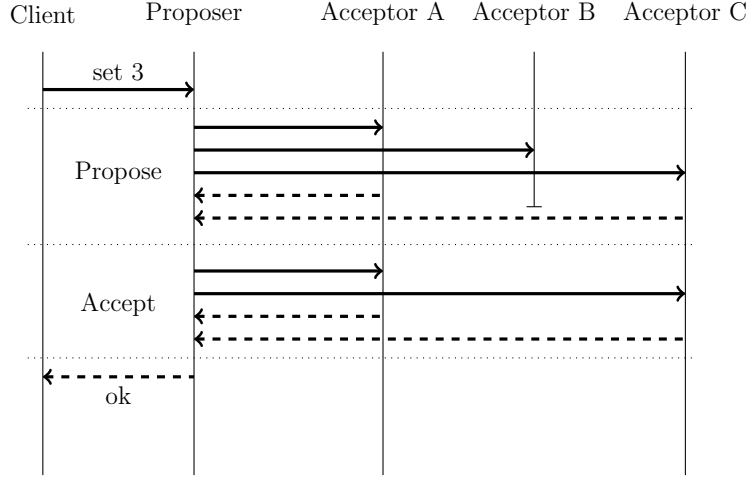 Client Proposer Acceptor A Acceptor B Acceptor C
set 3
Propose
Accept
ok